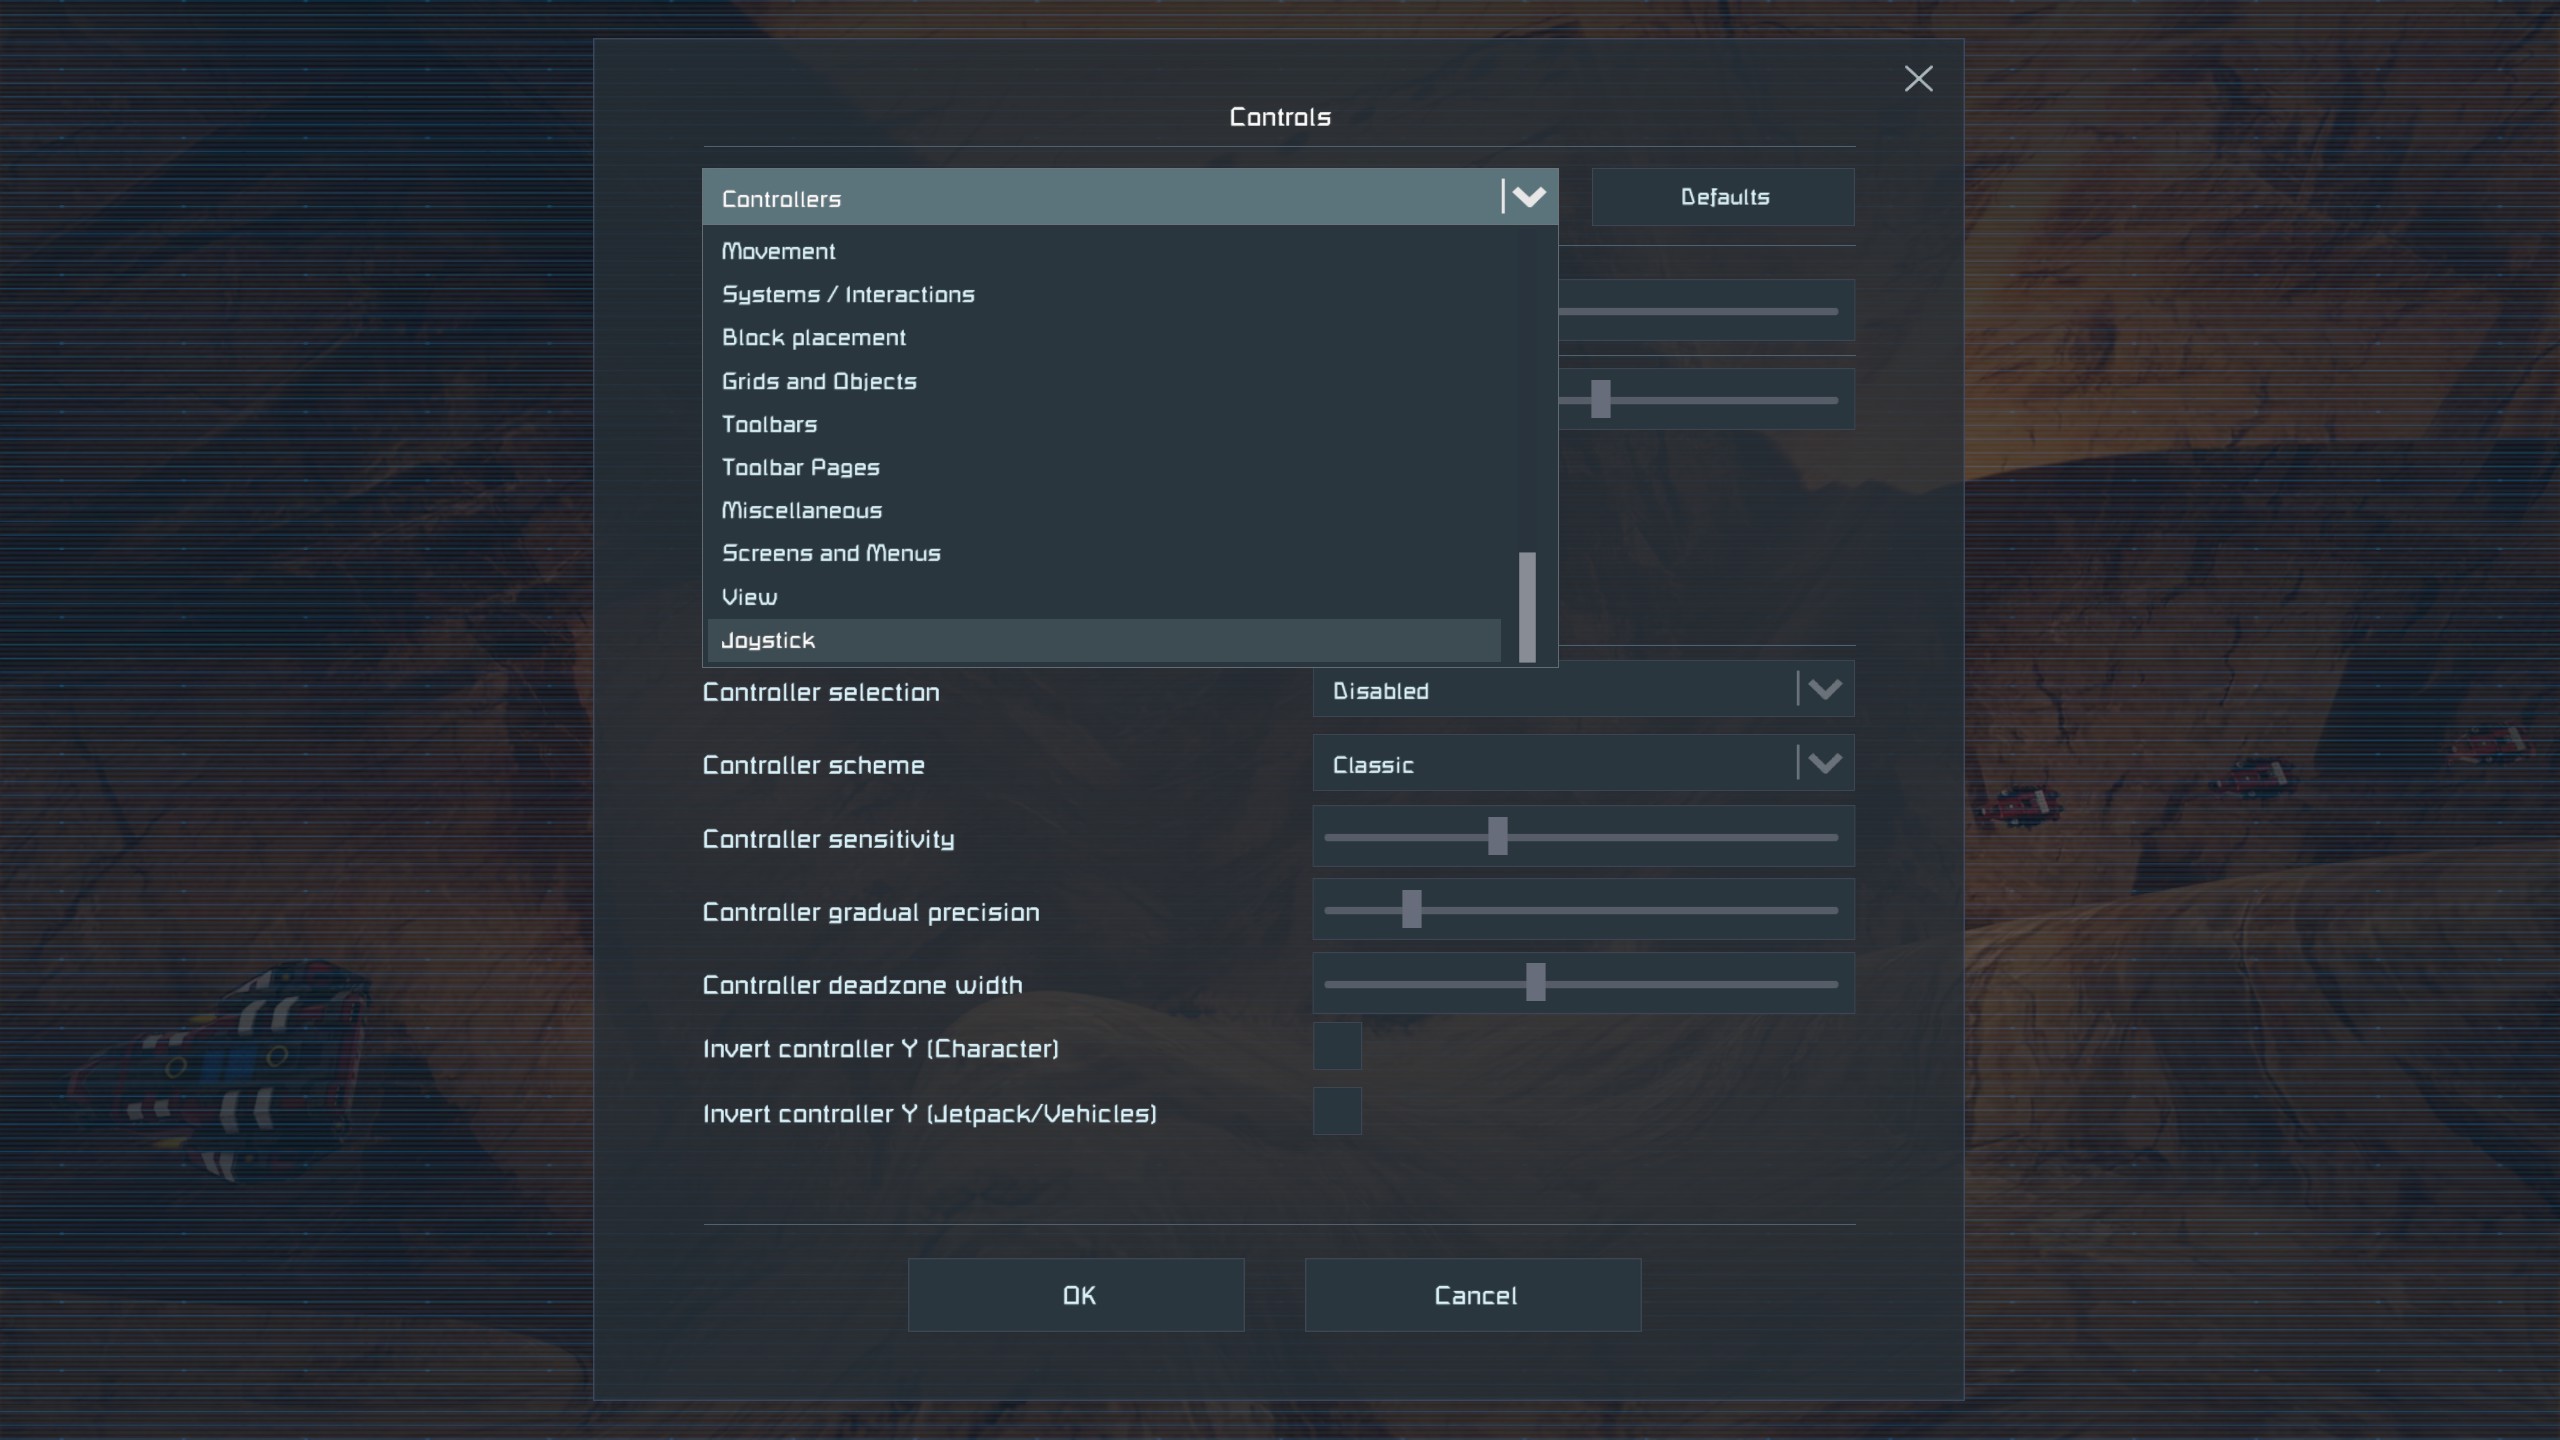 Controls
Controllers
Defaults
Movement
Systems / Interactions
Block placement
Grids and Objects
Toolbars
Toolbar Pages
Miscellaneous
Screens and Menus
View
Joystick
Controller selection
Disabled
Controller scheme
Classic
Controller sensitivity
Controller gradual precision
Controller deadzone width
Invert controller Y (Character)
Invert controller Y (Jetpack/Vehicles)
OK
Cancel